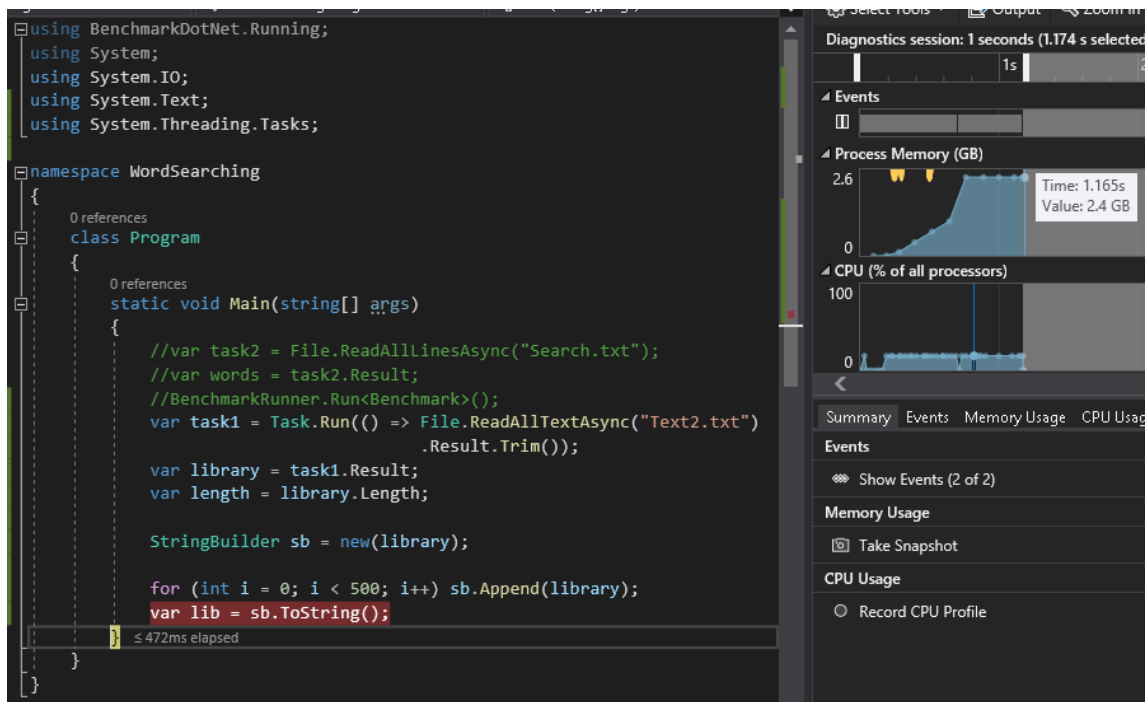 using BenchmarkDotNet.Running;
using System;
using System.IO;
using System.Text;
using System.Threading.Tasks;
namespace WordSearching
{
0 references
class Program
{
0 references
static void Main(string[] args)
{
//var task2 = File.ReadAllLinesAsync("Search.txt");
//var words = task2.Result;
//BenchmarkRunner.Run<Benchmark>();
var task1 = Task.Run(() => File.ReadAllTextAsync("Text2.txt")
.Result.Trim());
var library = task1.Result;
var length = library.Length;
StringBuilder sb = new(library);
for (int i = 0; i < 500; i++) sb.Append(library);
var lib = sb.ToString();
} ≤ 472ms elapsed
}
}
Select Tools Output Zoom In
Diagnostics session: 1 seconds (1.174 s selected
1s
Events
Process Memory (GB)
2.6
Time: 1.165s
Value: 2.4 GB
0
CPU (% of all processors)
100
0
Summary Events Memory Usage CPU Usag
Events
Show Events (2 of 2)
Memory Usage
Take Snapshot
CPU Usage
Record CPU Profile